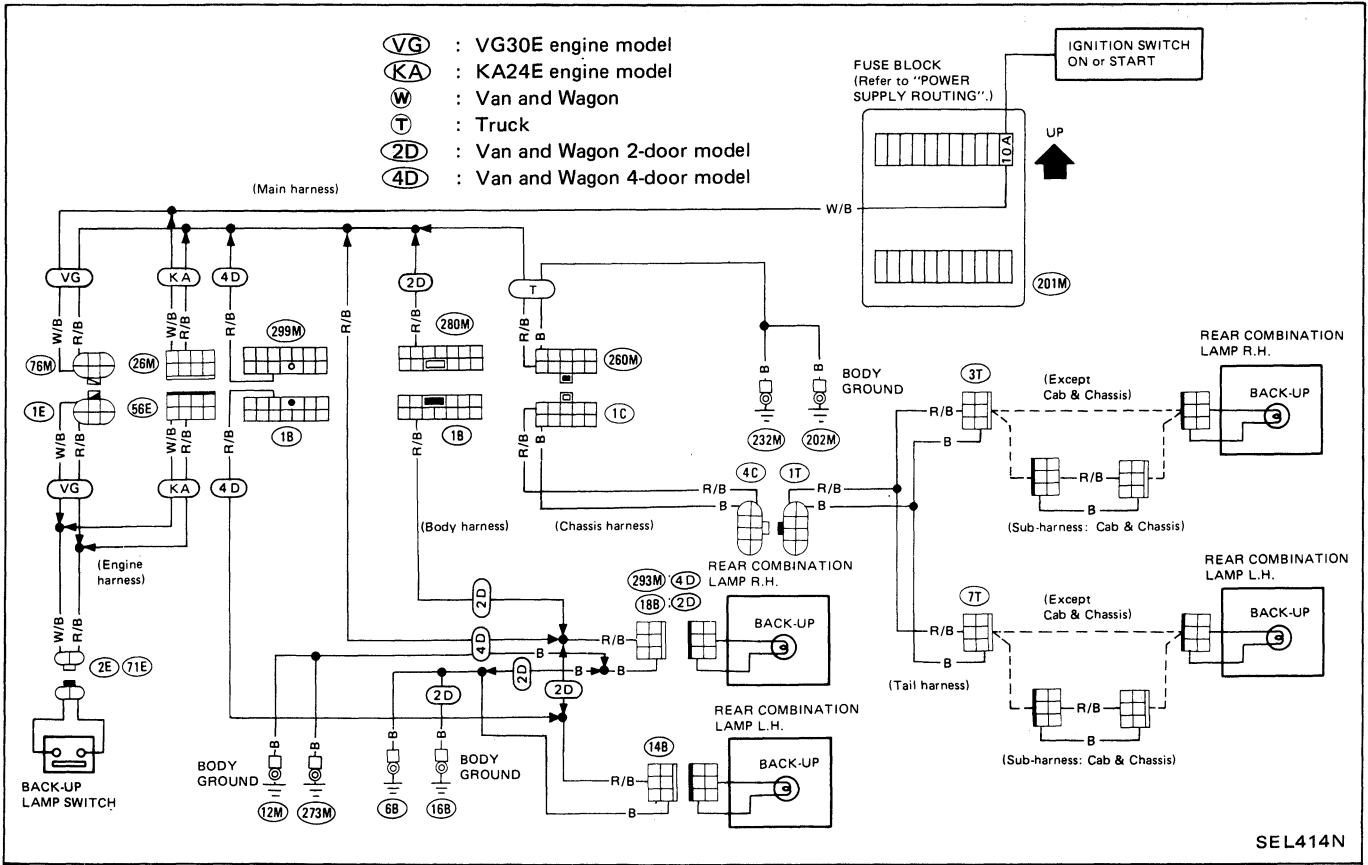 VG : VG30E engine model
KA : KA24E engine model
W : Van and Wagon
T : Truck
2D : Van and Wagon 2-door model
4D : Van and Wagon 4-door model
IGNITION SWITCH
ON or START
FUSE BLOCK
(Refer to "POWER
SUPPLY ROUTING".)
10A
UP
201M
(Main harness)
W/B
VG
KA
4D
2D
T
W/B
R/B
W/B
R/B
R/B
R/B
R/B
R/B
B
76M
26M
299M
280M
260M
1E
56E
1B
1B
1C
W/B
R/B
W/B
R/B
R/B
R/B
R/B
B
VG
KA
4D
B
B
BODY
GROUND
232M
202M
4C
1T
R/B
B
R/B
B
(Engine
harness)
(Body harness)
(Chassis harness)
(Tail harness)
3T
R/B
B
(Except
Cab & Chassis)
R/B
B
(Sub-harness: Cab & Chassis)
REAR COMBINATION
LAMP R.H.
BACK-UP
7T
R/B
B
(Except
Cab & Chassis)
R/B
B
(Sub-harness: Cab & Chassis)
REAR COMBINATION
LAMP L.H.
BACK-UP
W/B
R/B
2E
71E
BACK-UP
LAMP SWITCH
2D
4D
2D
2D
2D
R/B
B
B
B
293M : 4D
18B : 2D
REAR COMBINATION
LAMP R.H.
BACK-UP
BODY
GROUND
B
B
12M
273M
B
B
6B
16B
BODY
GROUND
14B
R/B
B
REAR COMBINATION
LAMP L.H.
BACK-UP
SEL414N